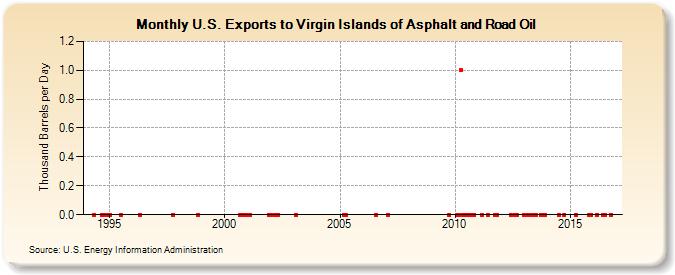 Monthly U.S. Exports to Virgin Islands of Asphalt and Road Oil
Thousand Barrels per Day
1.2
1.0
0.8
0.6
0.4
0.2
0.0
1995 2000 2005 2010 2015
Source: U.S. Energy Information Administration